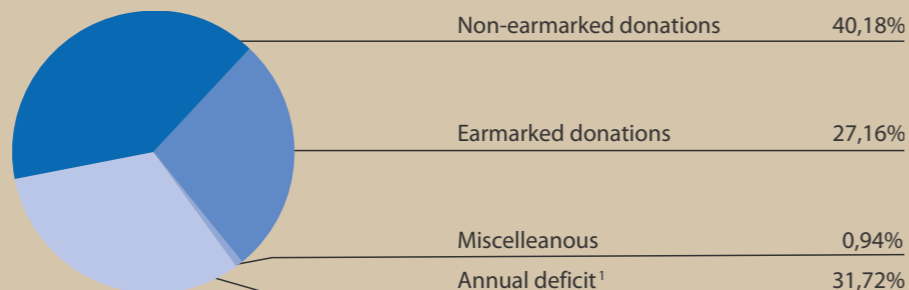 Non-earmarked donations 40,18%
Earmarked donations 27,16%
Miscelleanous 0,94%
Annual deficit¹ 31,72%